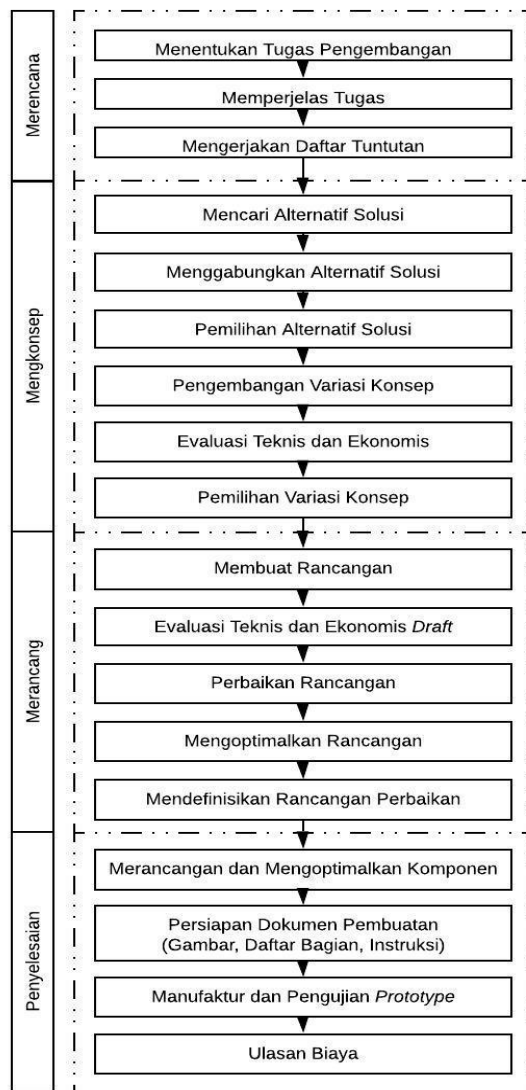 Merencana
Menentukan Tugas Pengembangan
Memperjelas Tugas
Mengerjakan Daftar Tuntutan
Mengkonsep
Mencari Alternatif Solusi
Menggabungkan Alternatif Solusi
Pemilihan Alternatif Solusi
Pengembangan Variasi Konsep
Evaluasi Teknis dan Ekonomis
Pemilihan Variasi Konsep
Merancang
Membuat Rancangan
Evaluasi Teknis dan Ekonomis Draft
Perbaikan Rancangan
Mengoptimalkan Rancangan
Mendefinisikan Rancangan Perbaikan
Penyelesaian
Merancangan dan Mengoptimalkan Komponen
Persiapan Dokumen Pembuatan
(Gambar, Daftar Bagian, Instruksi)
Manufaktur dan Pengujian Prototype
Ulasan Biaya